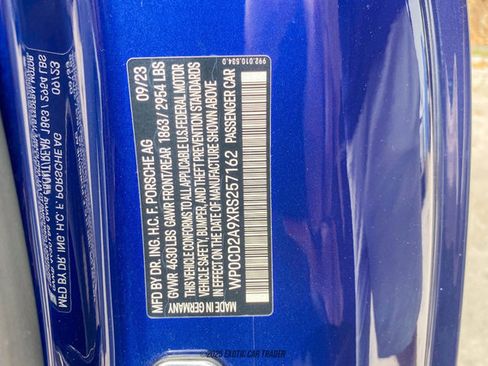 09/23
MFD BY DR. ING. H.C. F. PORSCHE AG
GVWR 4630 LBS GAWR FRONT/REAR 1863 / 2954 LBS
THIS VEHICLE CONFORMS TO ALL APPLICABLE U.S. FEDERAL MOTOR
VEHICLE SAFETY, BUMPER, AND THEFT PREVENTION STANDARDS
IN EFFECT ON THE DATE OF MANUFACTURE SHOWN ABOVE.
WP0CD2A9XRS257162 PASSENGER CAR
MADE IN GERMANY
992.010.534.0
©2025 EXOTIC CAR TRADER